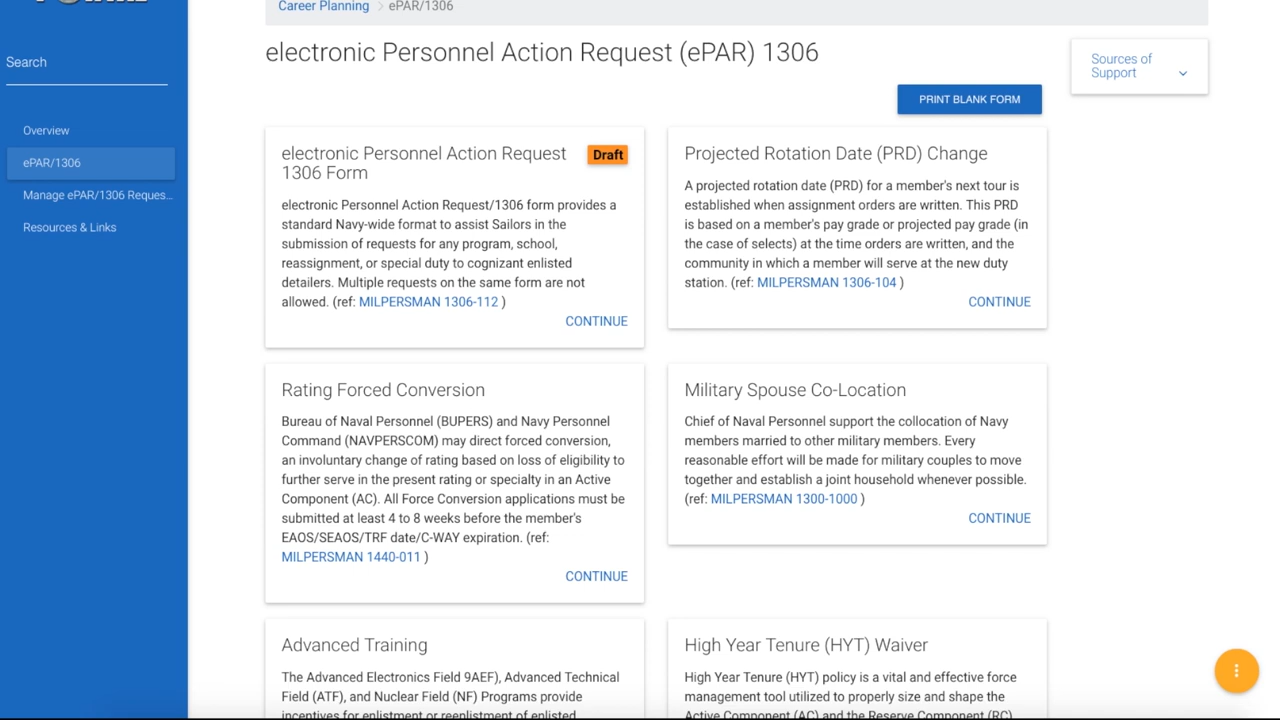 Career Planning > ePAR/1306
electronic Personnel Action Request (ePAR) 1306
Sources of
Support
Search
PRINT BLANK FORM
Overview
ePAR/1306
Manage ePAR/1306 Reques...
Resources & Links
electronic Personnel Action Request
1306 Form
Draft
electronic Personnel Action Request/1306 form provides a
standard Navy-wide format to assist Sailors in the
submission of requests for any program, school,
reassignment, or special duty to cognizant enlisted
detailers. Multiple requests on the same form are not
allowed. (ref: MILPERSMAN 1306-112 )
CONTINUE
Projected Rotation Date (PRD) Change
A projected rotation date (PRD) for a member's next tour is
established when assignment orders are written. This PRD
is based on a member's pay grade or projected pay grade (in
the case of selects) at the time orders are written, and the
community in which a member will serve at the new duty
station. (ref: MILPERSMAN 1306-104 )
CONTINUE
Rating Forced Conversion
Bureau of Naval Personnel (BUPERS) and Navy Personnel
Command (NAVPERSCOM) may direct forced conversion,
an involuntary change of rating based on loss of eligibility to
further serve in the present rating or specialty in an Active
Component (AC). All Force Conversion applications must be
submitted at least 4 to 8 weeks before the member's
EAOS/SEAOS/TRF date/C-WAY expiration. (ref:
MILPERSMAN 1440-011 )
CONTINUE
Military Spouse Co-Location
Chief of Naval Personnel support the collocation of Navy
members married to other military members. Every
reasonable effort will be made for military couples to move
together and establish a joint household whenever possible.
(ref: MILPERSMAN 1300-1000 )
CONTINUE
Advanced Training
The Advanced Electronics Field 9AEF), Advanced Technical
Field (ATF), and Nuclear Field (NF) Programs provide
incentives for enlistment or reenlistment of enlisted
High Year Tenure (HYT) Waiver
High Year Tenure (HYT) policy is a vital and effective force
management tool utilized to properly size and shape the
Active Component (AC) and the Reserve Component (RC)